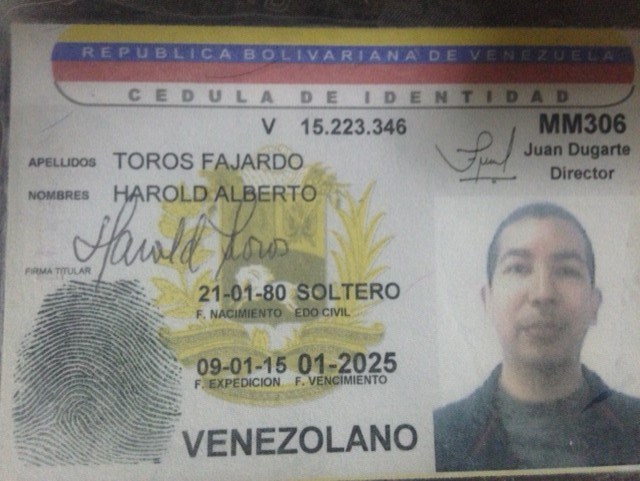 REPUBLICA BOLIVARIANA DE VENEZUELA
CEDULA DE IDENTIDAD
V 15.223.346
MM306
Juan Dugarte
Director
APELLIDOS TOROS FAJARDO
NOMBRES HAROLD ALBERTO
Harold Toros
FIRMA TITULAR
21-01-80 SOLTERO
F. NACIMIENTO EDO CIVIL
09-01-15 01-2025
F. EXPEDICION F. VENCIMIENTO
VENEZOLANO